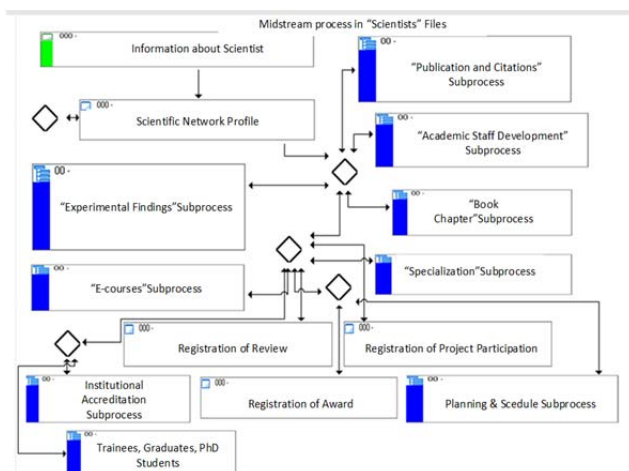 Midstream process in "Scientists" Files
000 -
Information about Scientist
00 -
"Publication and Citations"
Subprocess
000 -
Scientific Network Profile
00 -
"Academic Staff Development"
Subprocess
00 -
"Experimental Findings"Subprocess
00 -
"Book
Chapter"Subprocess
00 -
"E-courses"Subprocess
00 -
"Specialization"Subprocess
000 -
Registration of Review
000 -
Registration of Project Participation
00 -
Institutional
Accreditation
Subprocess
000 -
Registration of Award
00 -
Planning & Scedule Subprocess
00 -
Trainees, Graduates, PhD
Students